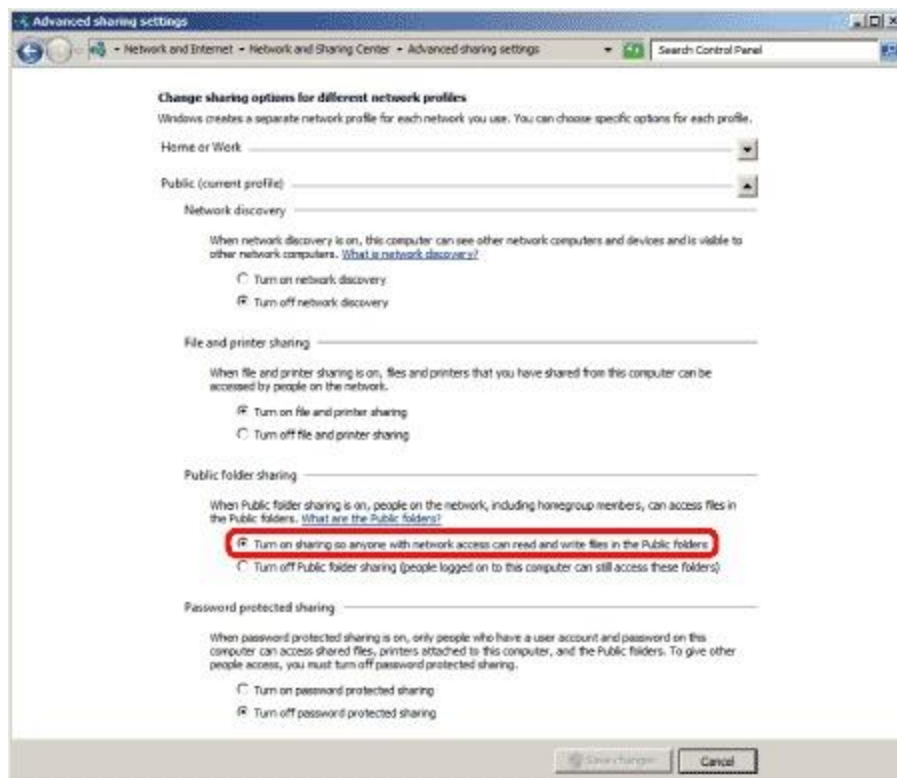 Advanced sharing settings
Network and Internet Network and Sharing Center Advanced sharing settings Search Control Panel
Change sharing options for different network profiles
Windows creates a separate network profile for each network you use. You can choose specific options for each profile.
Home or Work
Public (current profile)
Network discovery
When network discovery is on, this computer can see other network computers and devices and is visible to
other network computers. What is network discovery?
Turn on network discovery
Turn off network discovery
File and printer sharing
When file and printer sharing is on, files and printers that you have shared from this computer can be
accessed by people on the network.
Turn on file and printer sharing
Turn off file and printer sharing
Public folder sharing
When Public folder sharing is on, people on the network, including homegroup members, can access files in
the Public folders. What are the Public folders?
Turn on sharing so anyone with network access can read and write files in the Public folders
Turn off Public folder sharing (people logged on to this computer can still access these folders)
Password protected sharing
When password protected sharing is on, only people who have a user account and password on this
computer can access shared files, printers attached to this computer, and the Public folders. To give other
people access, you must turn off password protected sharing.
Turn on password protected sharing
Turn off password protected sharing
Save changes Cancel